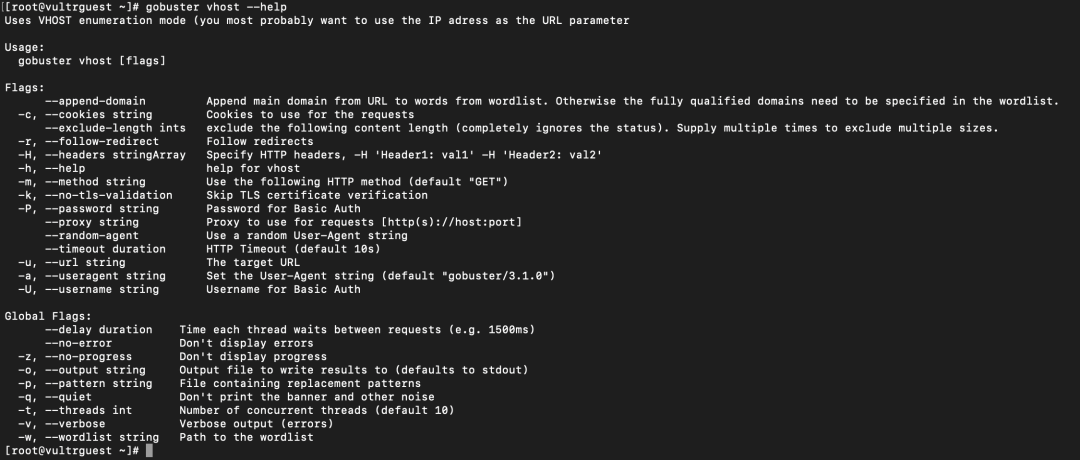 [[root@vultrguest ~]# gobuster vhost --help
Uses VHOST enumeration mode (you most probably want to use the IP adress as the URL parameter
Usage:
gobuster vhost [flags]
Flags:
--append-domain Append main domain from URL to words from wordlist. Otherwise the fully qualified domains need to be specified in the wordlist.
-c, --cookies string Cookies to use for the requests
--exclude-length ints exclude the following content length (completely ignores the status). Supply multiple times to exclude multiple sizes.
-r, --follow-redirect Follow redirects
-H, --headers stringArray Specify HTTP headers, -H 'Header1: val1' -H 'Header2: val2'
-h, --help help for vhost
-m, --method string Use the following HTTP method (default "GET")
-k, --no-tls-validation Skip TLS certificate verification
-P, --password string Password for Basic Auth
--proxy string Proxy to use for requests [http(s)://host:port]
--random-agent Use a random User-Agent string
--timeout duration HTTP Timeout (default 10s)
-u, --url string The target URL
-a, --useragent string Set the User-Agent string (default "gobuster/3.1.0")
-U, --username string Username for Basic Auth
Global Flags:
--delay duration Time each thread waits between requests (e.g. 1500ms)
--no-error Don't display errors
-z, --no-progress Don't display progress
-o, --output string Output file to write results to (defaults to stdout)
-p, --pattern string File containing replacement patterns
-q, --quiet Don't print the banner and other noise
-t, --threads int Number of concurrent threads (default 10)
-v, --verbose Verbose output (errors)
-w, --wordlist string Path to the wordlist
[root@vultrguest ~]#